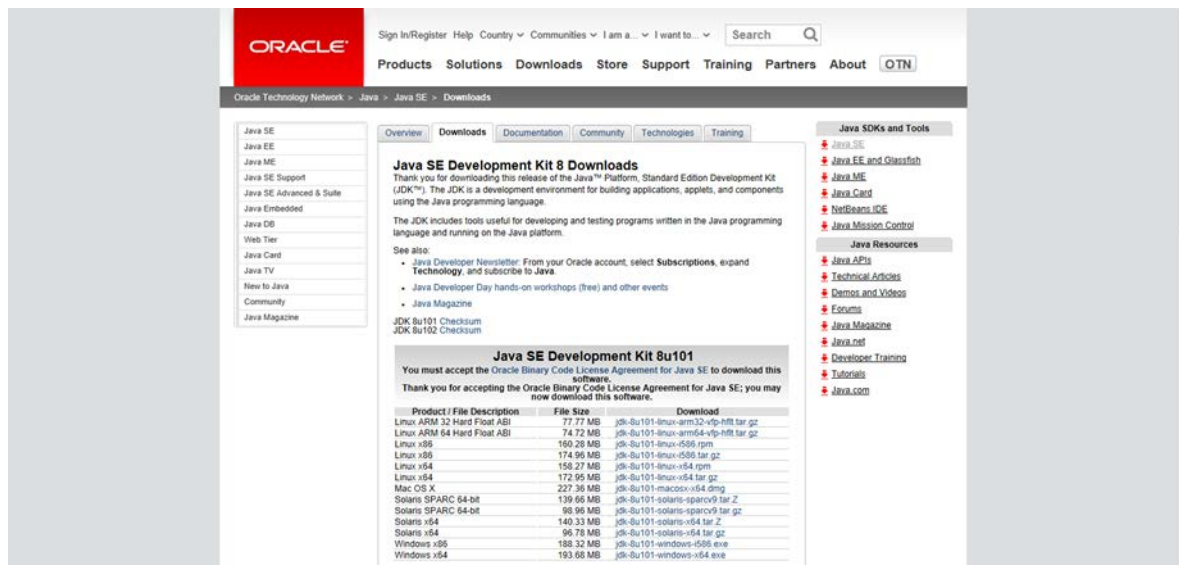 ORACLE
Sign In/Register Help Country Communities I am a... I want to... Search
Products Solutions Downloads Store Support Training Partners About OTN
Oracle Technology Network > Java > Java SE > Downloads
Java SE
Java EE
Java ME
Java SE Support
Java SE Advanced & Suite
Java Embedded
Java DB
Web Tier
Java Card
Java TV
New to Java
Community
Java Magazine
Overview Downloads Documentation Community Technologies Training
Java SE Development Kit 8 Downloads
Thank you for downloading this release of the Java™ Platform, Standard Edition Development Kit
(JDK™). The JDK is a development environment for building applications, applets, and components
using the Java programming language.
The JDK includes tools useful for developing and testing programs written in the Java programming
language and running on the Java platform.
See also:
• Java Developer Newsletter: From your Oracle account, select Subscriptions, expand
Technology, and subscribe to Java.
• Java Developer Day hands-on workshops (free) and other events
• Java Magazine
JDK 8u101 Checksum
JDK 8u102 Checksum
Java SE Development Kit 8u101
You must accept the Oracle Binary Code License Agreement for Java SE to download this
software.
Thank you for accepting the Oracle Binary Code License Agreement for Java SE; you may
now download this software.
Product / File Description File Size Download
Linux ARM 32 Hard Float ABI 77.77 MB jdk-8u101-linux-arm32-vfp-hflt.tar.gz
Linux ARM 64 Hard Float ABI 74.72 MB jdk-8u101-linux-arm64-vfp-hflt.tar.gz
Linux x86 160.28 MB jdk-8u101-linux-i586.rpm
Linux x86 174.96 MB jdk-8u101-linux-i586.tar.gz
Linux x64 158.27 MB jdk-8u101-linux-x64.rpm
Linux x64 172.95 MB jdk-8u101-linux-x64.tar.gz
Mac OS X 227.36 MB jdk-8u101-macosx-x64.dmg
Solaris SPARC 64-bit 139.66 MB jdk-8u101-solaris-sparcv9.tar.Z
Solaris SPARC 64-bit 98.96 MB jdk-8u101-solaris-sparcv9.tar.gz
Solaris x64 140.33 MB jdk-8u101-solaris-x64.tar.Z
Solaris x64 96.78 MB jdk-8u101-solaris-x64.tar.gz
Windows x86 188.32 MB jdk-8u101-windows-i586.exe
Windows x64 193.68 MB jdk-8u101-windows-x64.exe
Java SDKs and Tools
Java SE
Java EE and Glassfish
Java ME
Java Card
NetBeans IDE
Java Mission Control
Java Resources
Java APIs
Technical Articles
Demos and Videos
Forums
Java Magazine
Java.net
Developer Training
Tutorials
Java.com